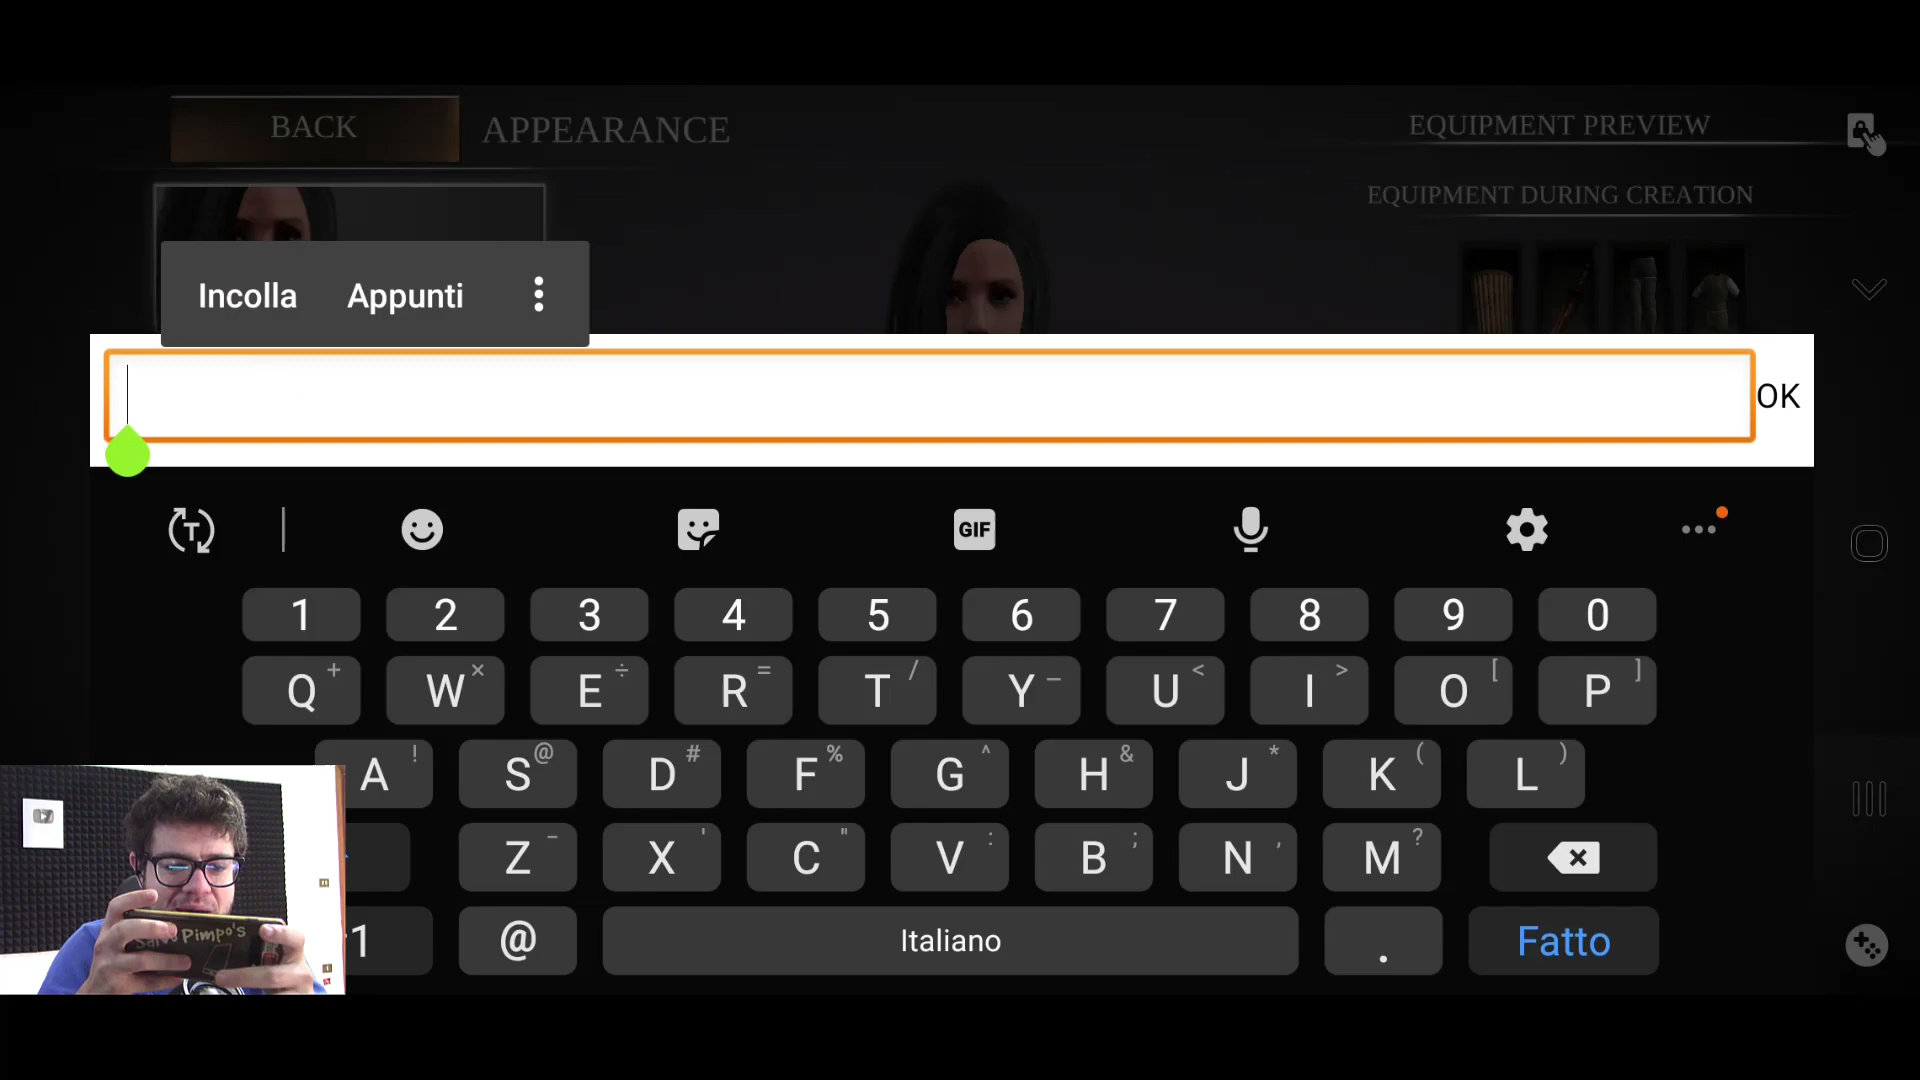 BACK
APPEARANCE
EQUIPMENT PREVIEW
EQUIPMENT DURING CREATION
Incolla Appunti
OK
T GIF
1 2 3 4 5 6 7 8 9 0
Q + W × E ÷ R = T / Y _ U < I > O [ P ]
A ! S @ D # F % G ^ H & J * K ( L )
Z - X ' C " V : B ; N , M ?
1 @ Italiano . Fatto
Pimpo's